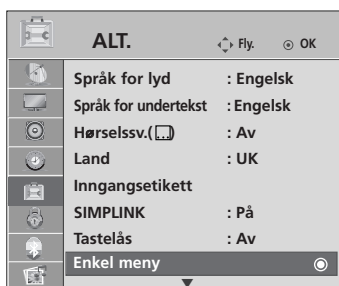 ALT. Fly. OK
Språk for lyd : Engelsk
Språk for undertekst : Engelsk
Hørselssv.( ) : Av
Land : UK
Inngangsetikett
SIMPLINK : På
Tastelås : Av
Enkel meny